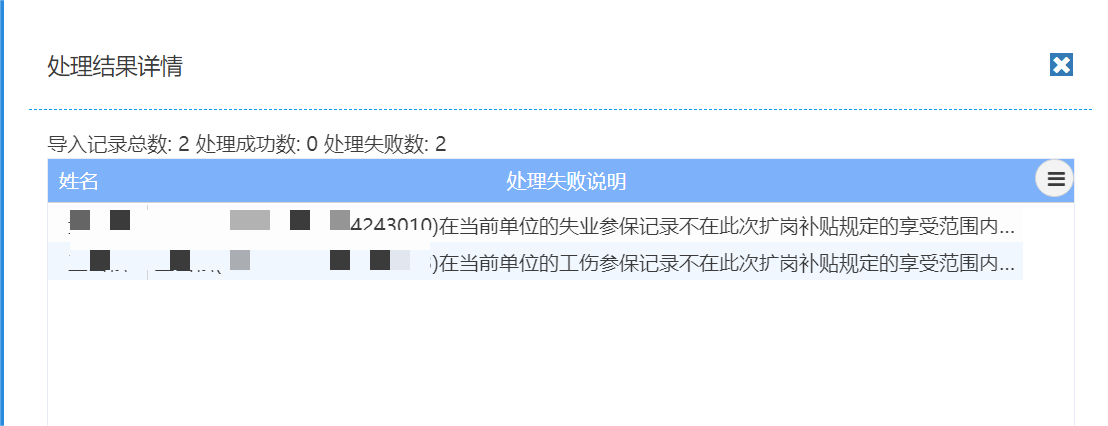 处理结果详情
导入记录总数: 2 处理成功数: 0 处理失败数: 2
姓名 处理失败说明
4243010)在当前单位的失业参保记录不在此次扩岗补贴规定的享受范围内...
)在当前单位的工伤参保记录不在此次扩岗补贴规定的享受范围内...